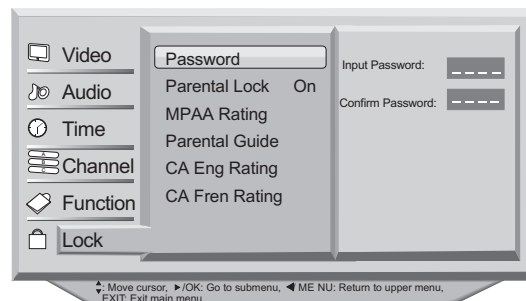 Video
Audio
Time
Channel
Function
Lock
Password
Parental Lock On
MPAA Rating
Parental Guide
CA Eng Rating
CA Fren Rating
Input Password: _ _ _ _
Confirm Password: _ _ _ _
: Move cursor, ▶/OK: Go to submenu, ◀ ME NU: Return to upper menu,
EXIT: Exit main menu